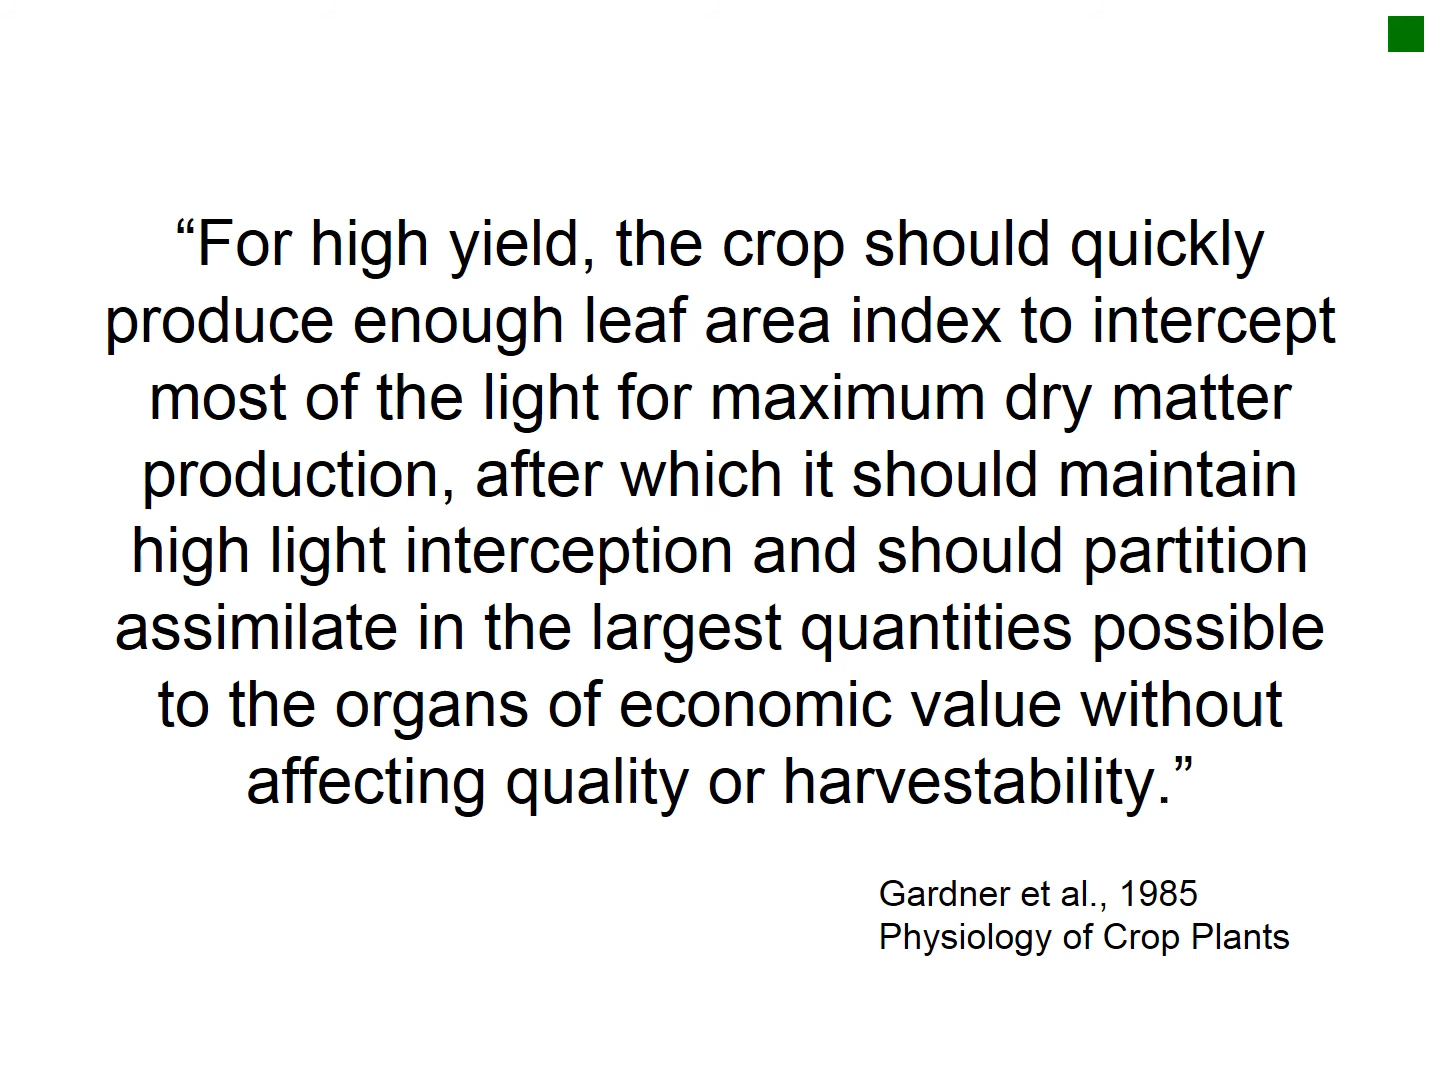 “For high yield, the crop should quickly
produce enough leaf area index to intercept
most of the light for maximum dry matter
production, after which it should maintain
high light interception and should partition
assimilate in the largest quantities possible
to the organs of economic value without
affecting quality or harvestability.”
Gardner et al., 1985
Physiology of Crop Plants